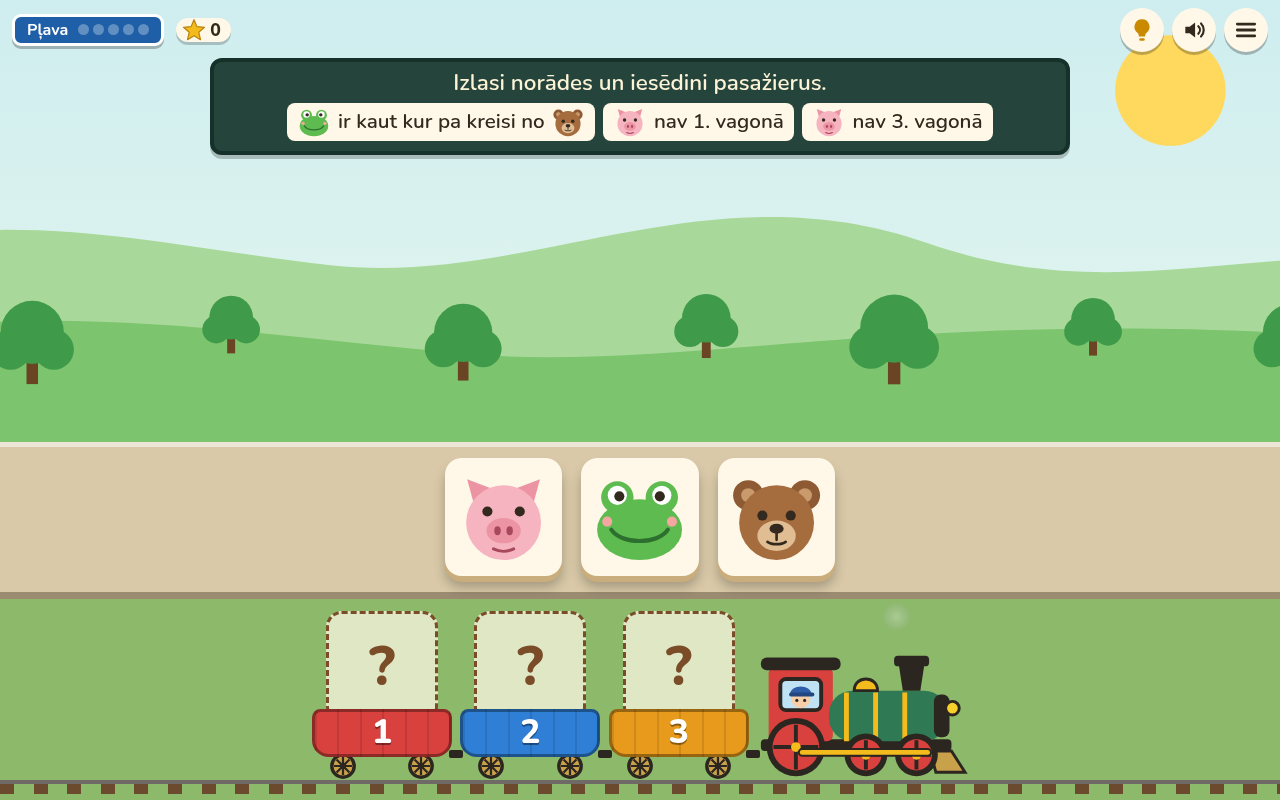 Pļava
0
Izlasi norādes un iesēdini pasažierus.
ir kaut kur pa kreisi no
nav 1. vagonā
nav 3. vagonā
? ? ?
1 2 3